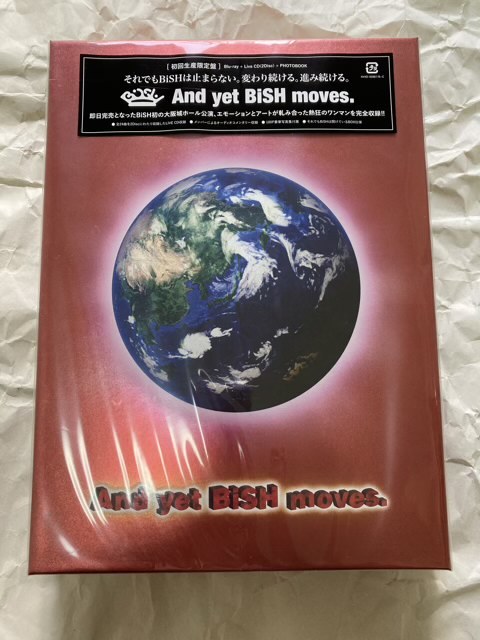 [初回生産限定盤] Blu-ray + Live CD(2Disc) + PHOTOBOOK
それでもBiSHは止まらない。変わり続ける。進み続ける。
BiSH And yet BiSH moves.
即日完売となったBiSH初の大阪城ホール公演、エモーションとアートが乱れ合った熱狂のワンマンを完全収録!!
And yet BiSH moves.